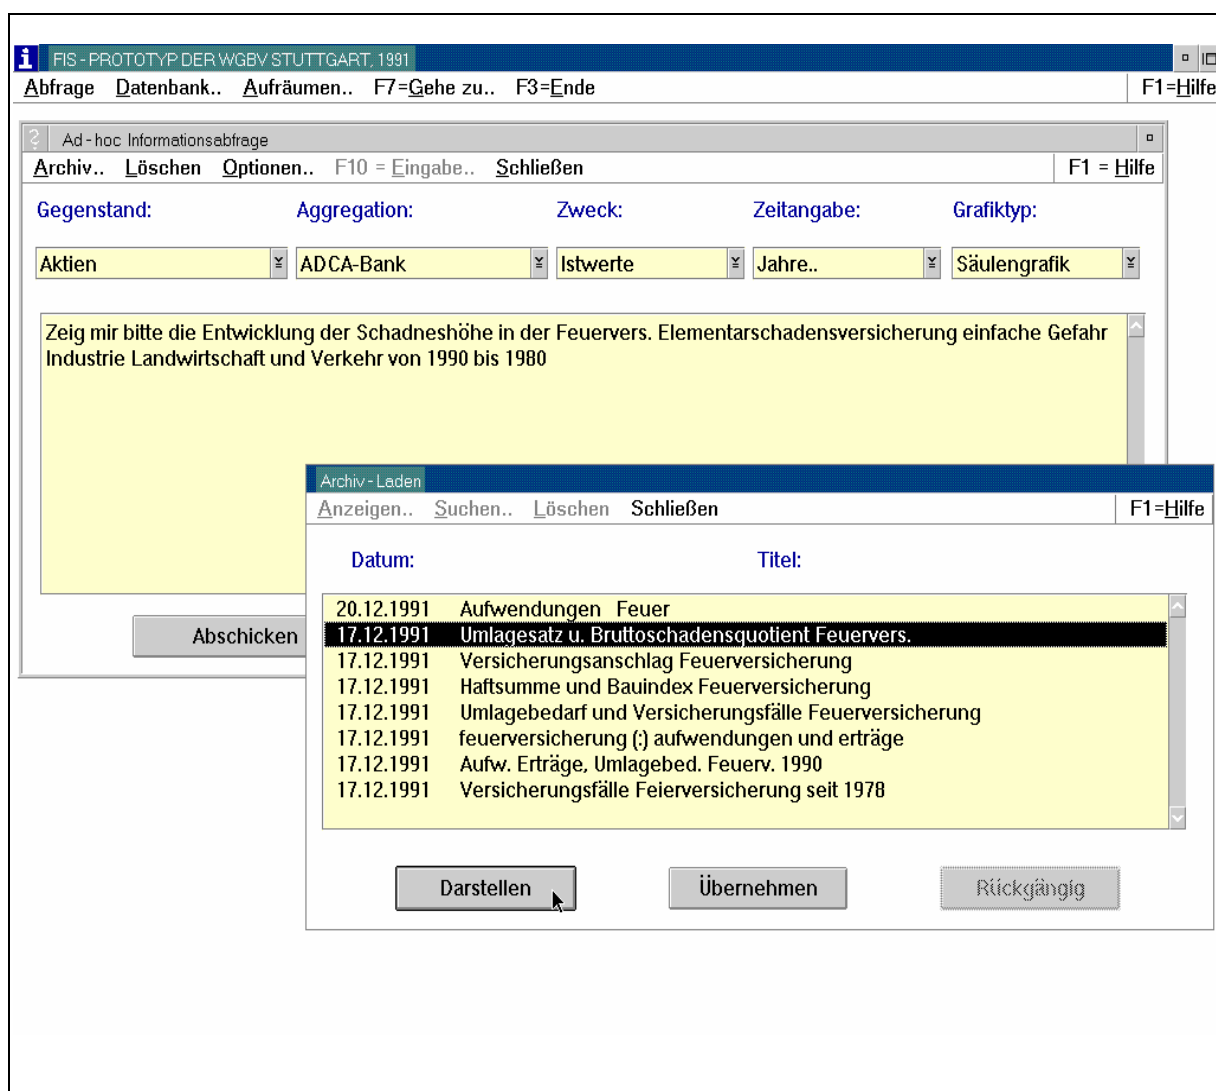 FIS - PROTOTYP DER WGBV STUTTGART, 1991
Abfrage Datenbank.. Aufräumen.. F7=Gehe zu.. F3=Ende F1=Hilfe
Ad-hoc Informationsabfrage
Archiv.. Löschen Optionen.. F10 = Eingabe.. Schließen F1 = Hilfe
Gegenstand: Aggregation: Zweck: Zeitangabe: Grafiktyp:
Aktien ADCA-Bank Istwerte Jahre.. Säulengrafik
Zeig mir bitte die Entwicklung der Schadneshöhe in der Feuervers. Elementarschadensversicherung einfache Gefahr
Industrie Landwirtschaft und Verkehr von 1990 bis 1980
Abschicken
Archiv-Laden
Anzeigen.. Suchen.. Löschen Schließen F1=Hilfe
Datum: Titel:
20.12.1991 Aufwendungen Feuer
17.12.1991 Umlagesatz u. Bruttoschadensquotient Feuervers.
17.12.1991 Versicherungsanschlag Feuerversicherung
17.12.1991 Haftsumme und Bauindex Feuerversicherung
17.12.1991 Umlagebedarf und Versicherungsfälle Feuerversicherung
17.12.1991 feuerversicherung (:) aufwendungen und erträge
17.12.1991 Aufw. Erträge, Umlagebed. Feuerv. 1990
17.12.1991 Versicherungsfälle Feierversicherung seit 1978
Darstellen Übernehmen Rückgängig